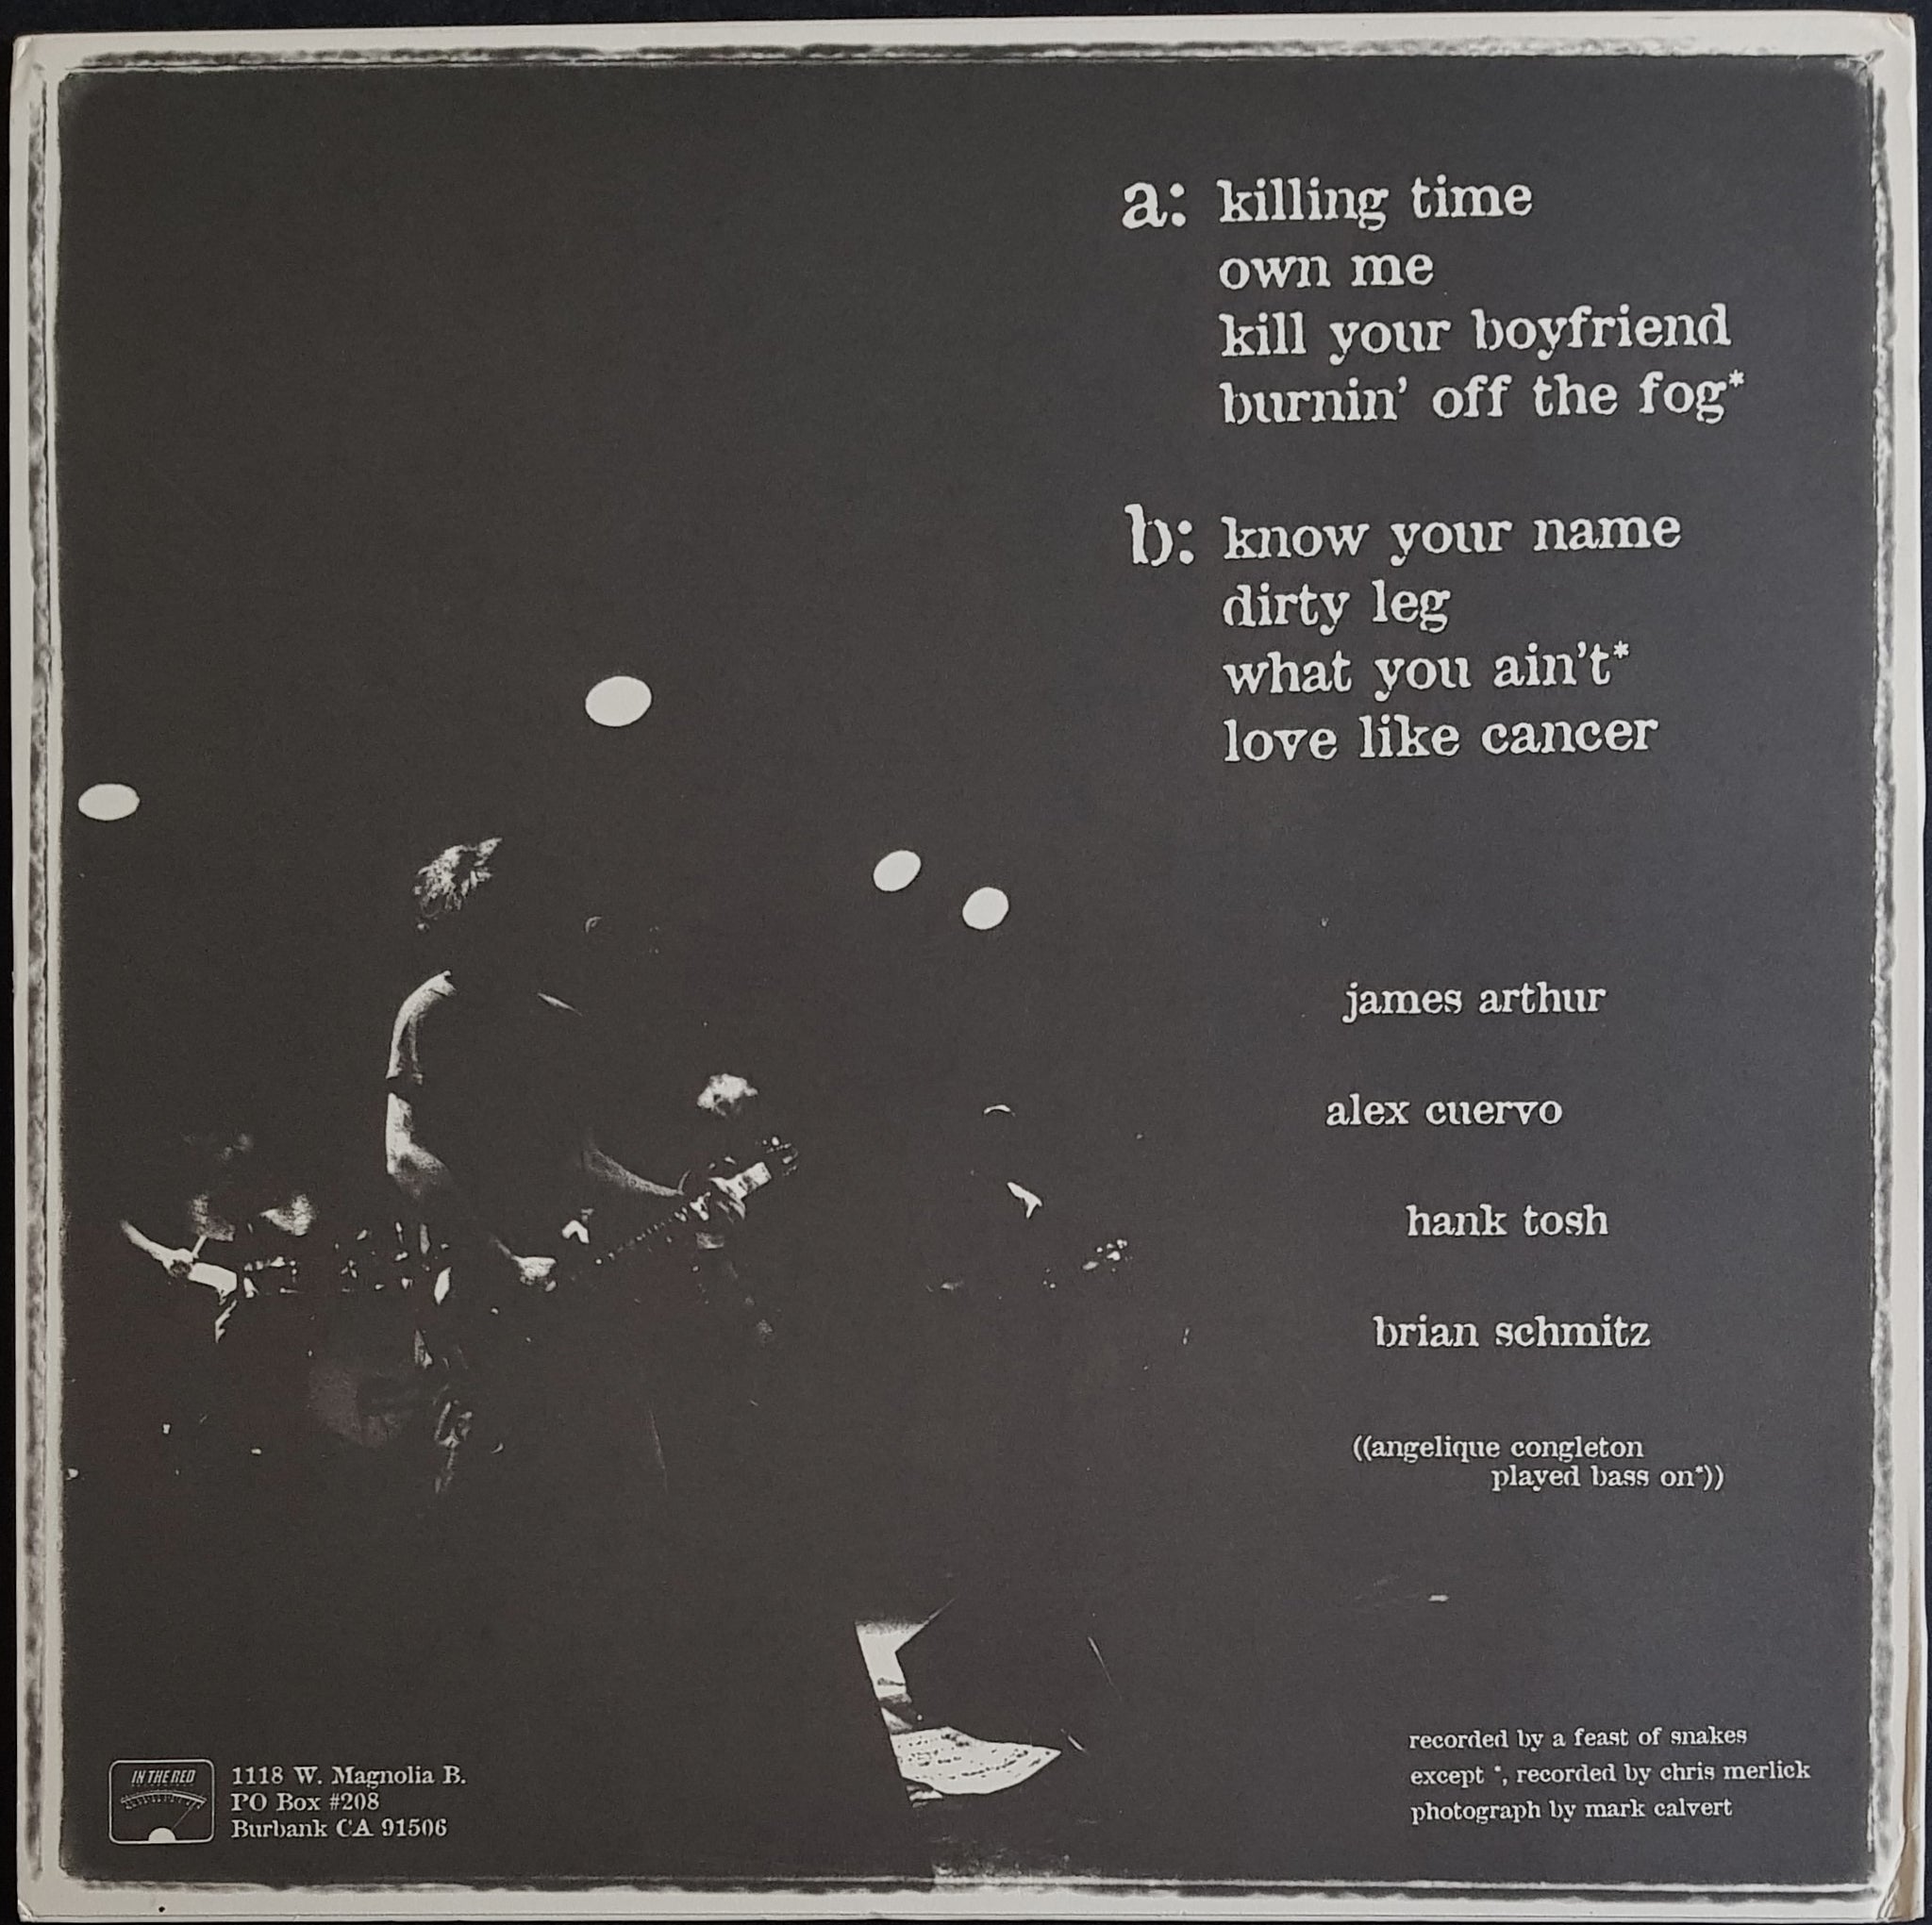 a: killing time
own me
kill your boyfriend
burnin' off the fog*
b: know your name
dirty leg
what you ain't*
love like cancer
james arthur
alex cuervo
hank tosh
brian schmitz
((angelique congleton
played bass on*))
recorded by a feast of snakes
except *, recorded by chris merlick
photograph by mark calvert
IN THE RED
1118 W. Magnolia B.
PO Box #208
Burbank CA 91506